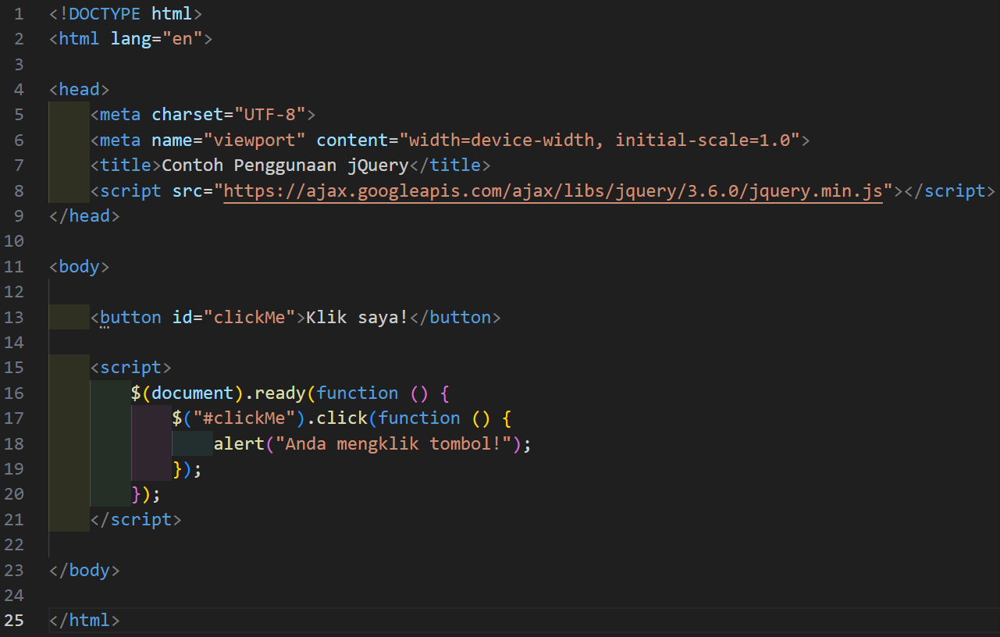 1 <!DOCTYPE html>
2 <html lang="en">
3
4 <head>
5     <meta charset="UTF-8">
6     <meta name="viewport" content="width=device-width, initial-scale=1.0">
7     <title>Contoh Penggunaan jQuery</title>
8     <script src="https://ajax.googleapis.com/ajax/libs/jquery/3.6.0/jquery.min.js"></script>
9 </head>
10
11 <body>
12
13     <button id="clickMe">Klik saya!</button>
14
15     <script>
16         $(document).ready(function () {
17             $("#clickMe").click(function () {
18                 alert("Anda mengklik tombol!");
19             });
20         });
21     </script>
22
23 </body>
24
25 </html>